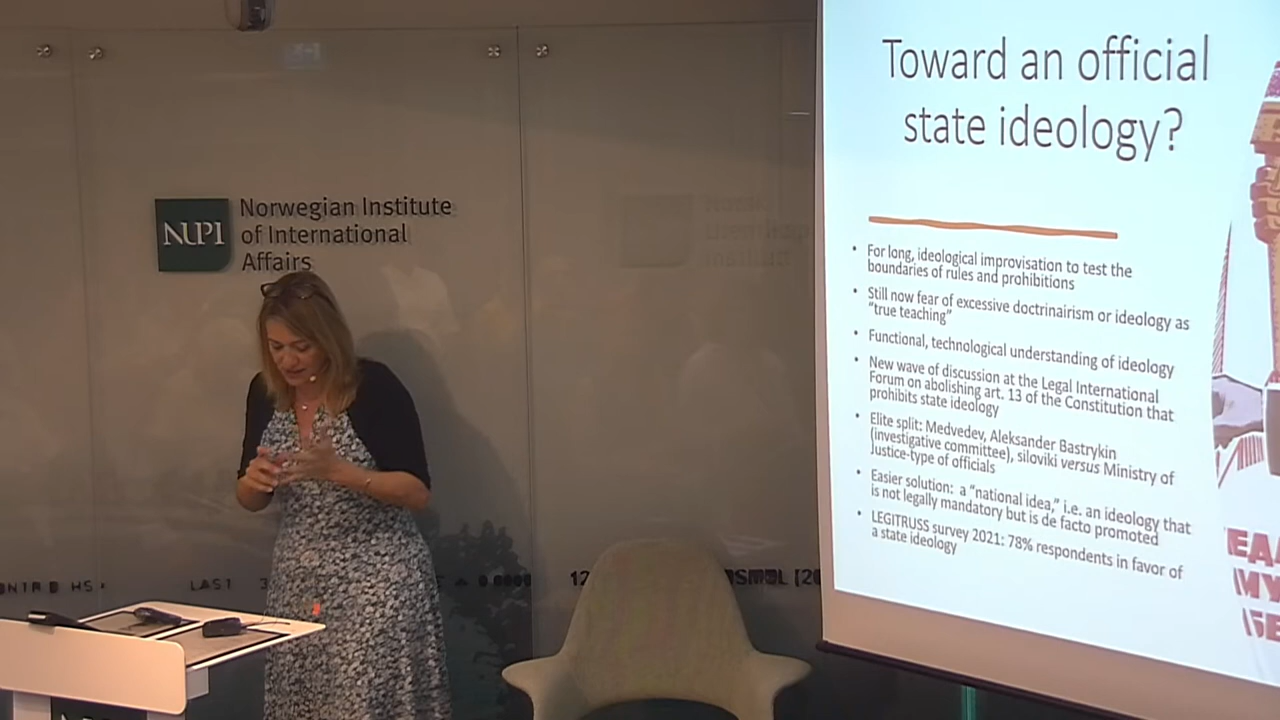 Toward an official
state ideology?
NUPI
Norwegian Institute
of International
Affairs
• For long, ideological improvisation to test the
boundaries of rules and prohibitions
• Still now fear of excessive doctrinairism or ideology as
"true teaching"
• Functional, technological understanding of ideology
• New wave of discussion at the Legal International
Forum on abolishing art. 13 of the Constitution that
prohibits state ideology
• Elite split: Medvedev, Aleksander Bastrykin
(investigative committee), siloviki versus Ministry of
Justice-type of officials
• Easier solution: a "national idea," i.e. an ideology that
is not legally mandatory but is de facto promoted
• LEGITRUSS survey 2021: 78% respondents in favor of
a state ideology
LAST